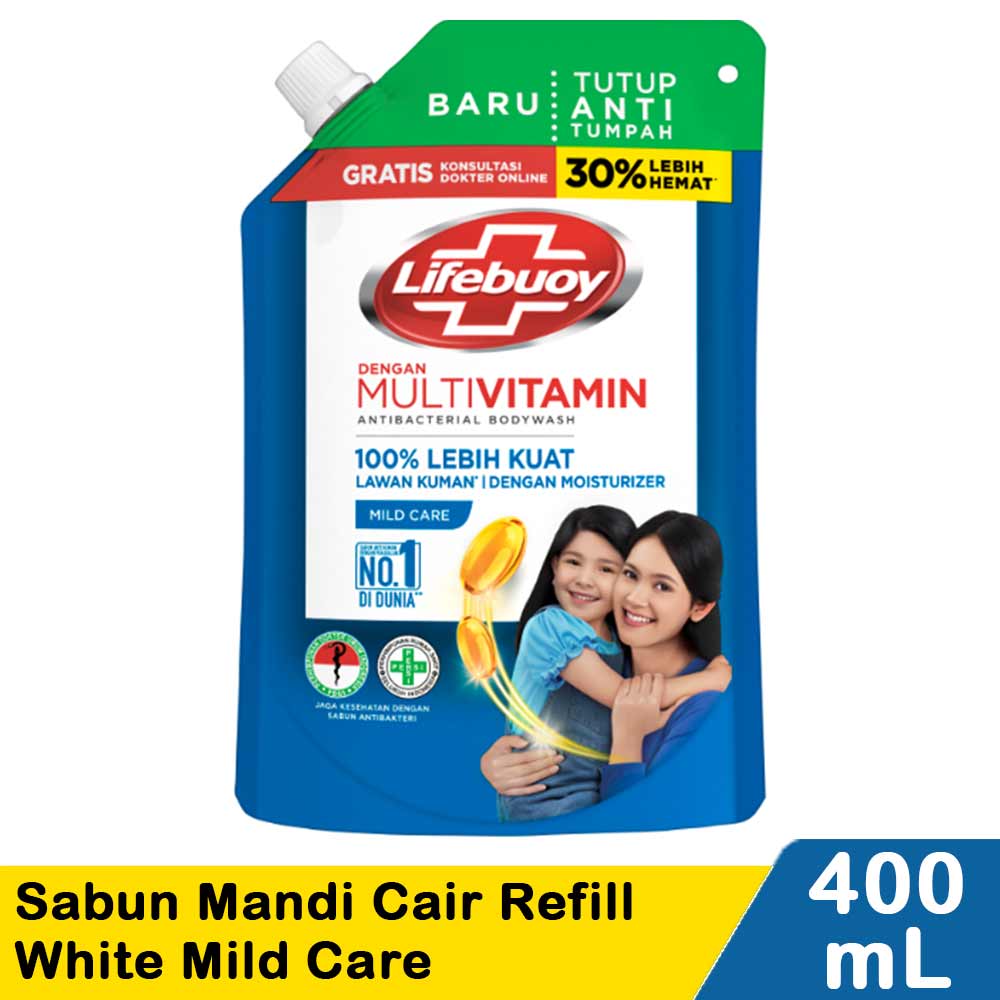 BARU
TUTUP
ANTI
TUMPAH
GRATIS KONSULTASI
DOKTER ONLINE
30% LEBIH
HEMAT*
Lifebuoy
DENGAN
MULTIVITAMIN
ANTIBACTERIAL BODYWASH
100% LEBIH KUAT
LAWAN KUMAN* | DENGAN MOISTURIZER
MILD CARE
NO.1
DI DUNIA**
PERSI
PERSI
JAGA KESEHATAN DENGAN
SABUN ANTIBAKTERI
Sabun Mandi Cair Refill
White Mild Care
400
mL